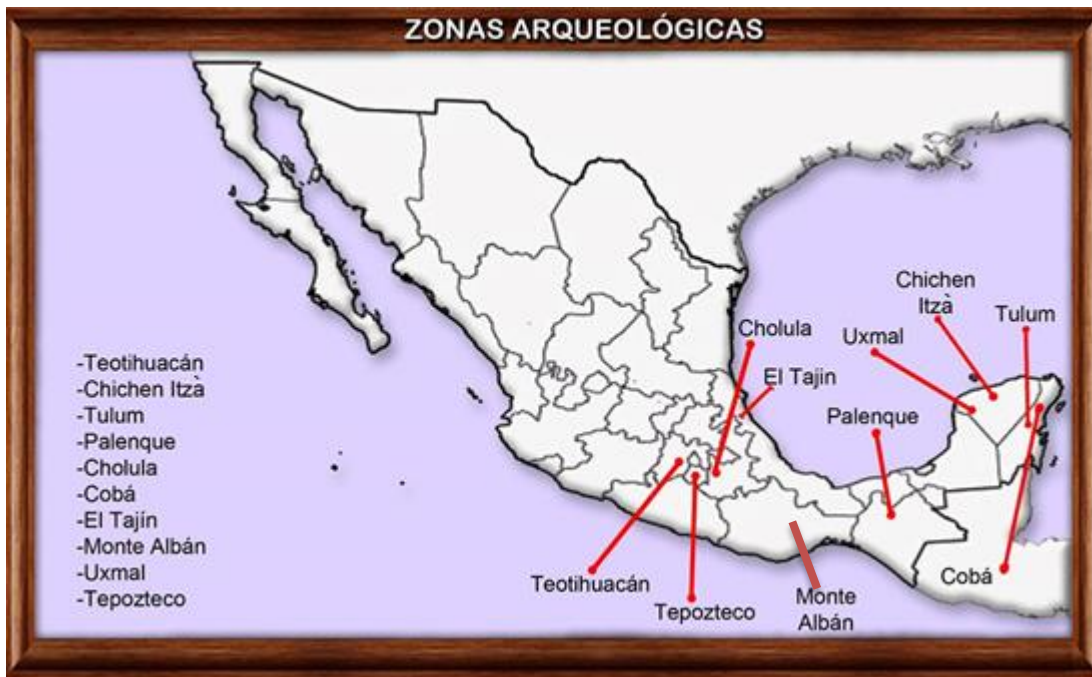 ZONAS ARQUEOLÓGICAS
Chichen
Itzà
Tulum
Uxmal
Cholula
El Tajin
Palenque
-Teotihuacán
-Chichen Itzà
-Tulum
-Palenque
-Cholula
-Cobá
-El Tajín
-Monte Albán
-Uxmal
-Tepozteco
Teotihuacán
Tepozteco
Monte
Albán
Cobá